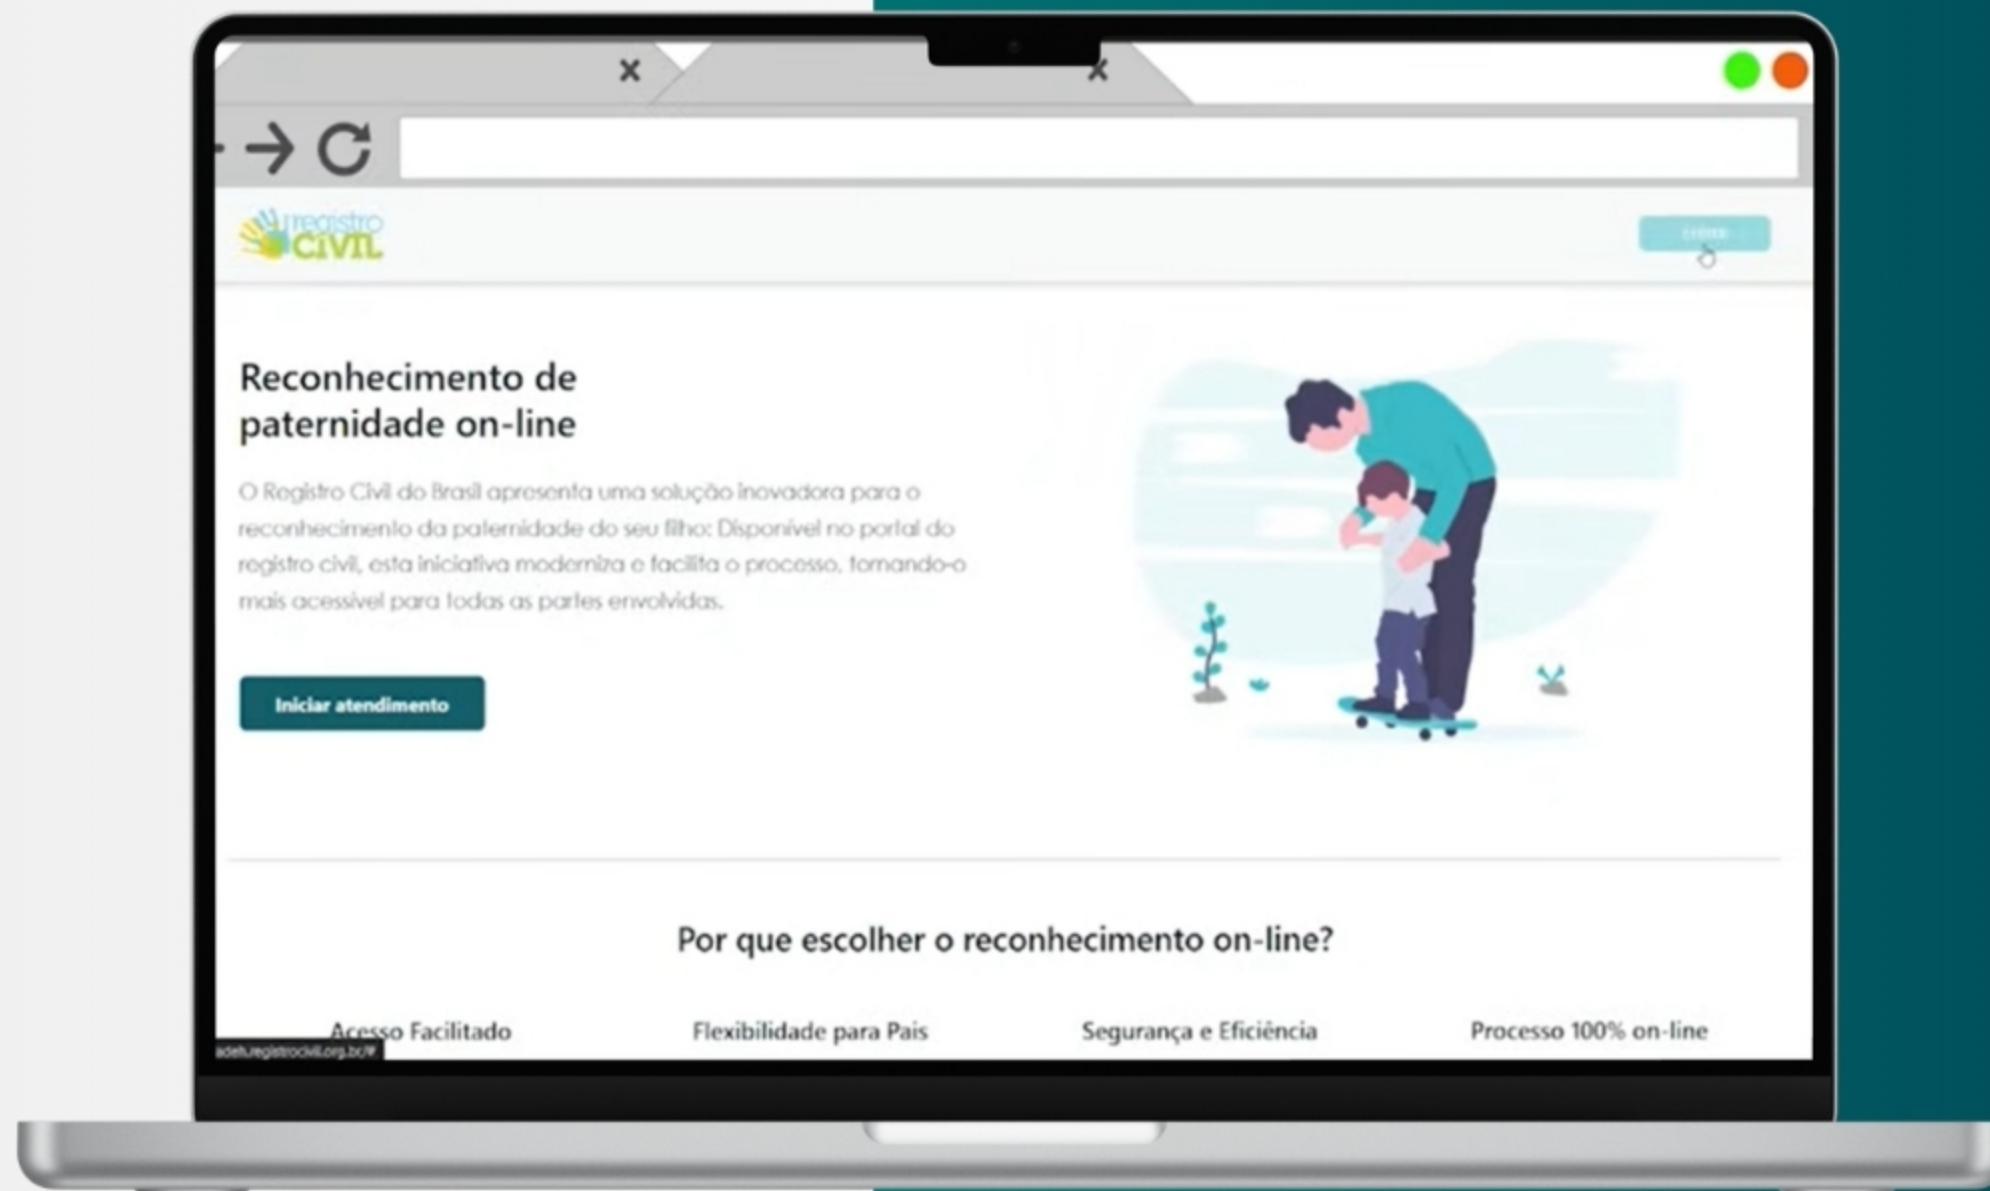 registro
CIVIL
Reconhecimento de
paternidade on-line
O Registro Civil do Brasil apresenta uma solução inovadora para o
reconhecimento da paternidade do seu filho: Disponível no portal do
registro civil, esta iniciativa moderniza e facilita o processo, tornando-o
mais acessível para todas as partes envolvidas.
Iniciar atendimento
Por que escolher o reconhecimento on-line?
Acesso Facilitado
Flexibilidade para Pais
Segurança e Eficiência
Processo 100% on-line